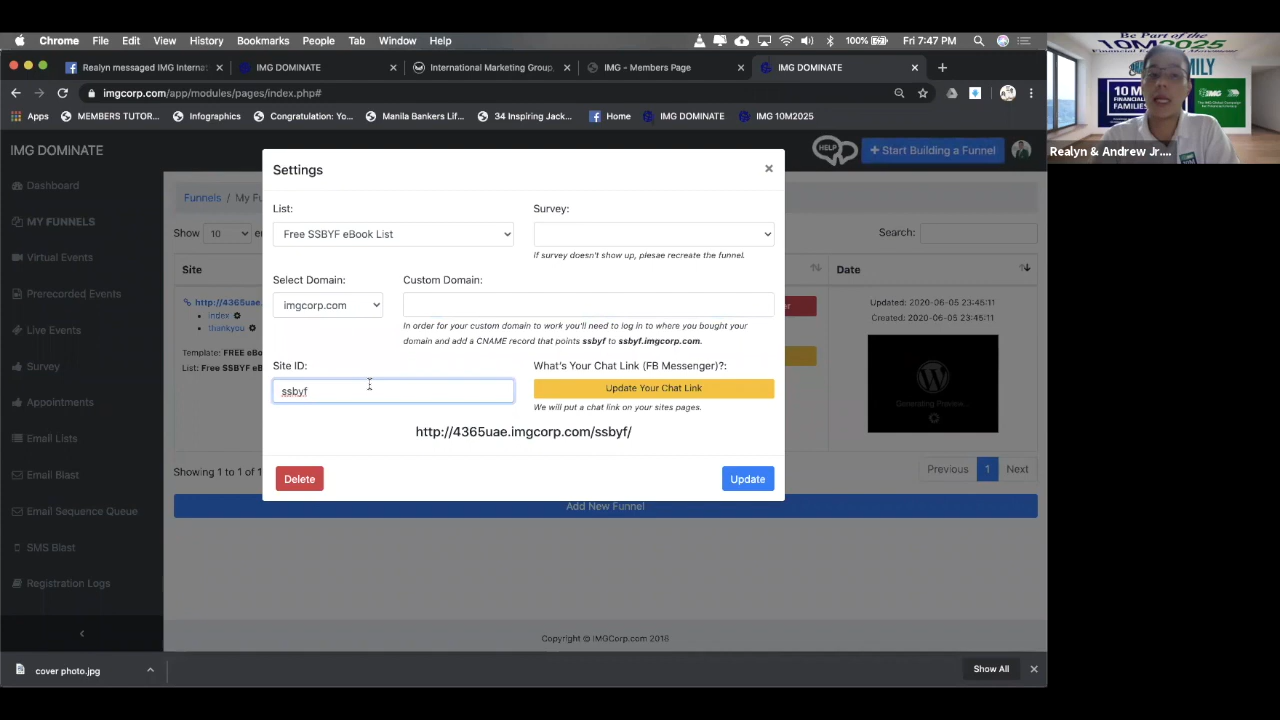 Chrome File Edit View History Bookmarks People Tab Window Help 100% Fri 7:47 PM
Realyn messaged IMG Internat
IMG DOMINATE
International Marketing Group,
IMG - Members Page
IMG DOMINATE
imgcorp.com/app/modules/pages/index.php#
Apps MEMBERS TUTOR... Infographics Congratulation: Yo... Manila Bankers Lif... 34 Inspiring Jack... Home IMG DOMINATE IMG 10M2025
IMG DOMINATE
HELP
+ Start Building a Funnel
Dashboard
MY FUNNELS
Virtual Events
Prerecorded Events
Live Events
Survey
Appointments
Email Lists
Email Blast
Email Sequence Queue
SMS Blast
Registration Logs
Funnels / My Fu
Show 10 en
Search:
Site
Date
http://4365uae.
index
thankyou
Template: FREE eBo
List: Free SSBYF eB
Updated: 2020-06-05 23:45:11
Created: 2020-06-05 23:45:11
Generating Preview...
Showing 1 to 1 of 1
Previous 1 Next
Add New Funnel
Copyright © IMGCorp.com 2018
Settings
×
List:
Free SSBYF eBook List
Survey:
If survey doesn't show up, plesae recreate the funnel.
Select Domain:
imgcorp.com
Custom Domain:
In order for your custom domain to work you'll need to log in to where you bought your
domain and add a CNAME record that points ssbyf to ssbyf.imgcorp.com.
Site ID:
ssbyf
What's Your Chat Link (FB Messenger)?:
Update Your Chat Link
We will put a chat link on your sites pages.
http://4365uae.imgcorp.com/ssbyf/
Delete
Update
cover photo.jpg
Show All
Be Part of the
10M2025
10 M
IMG
Realyn & Andrew Jr....